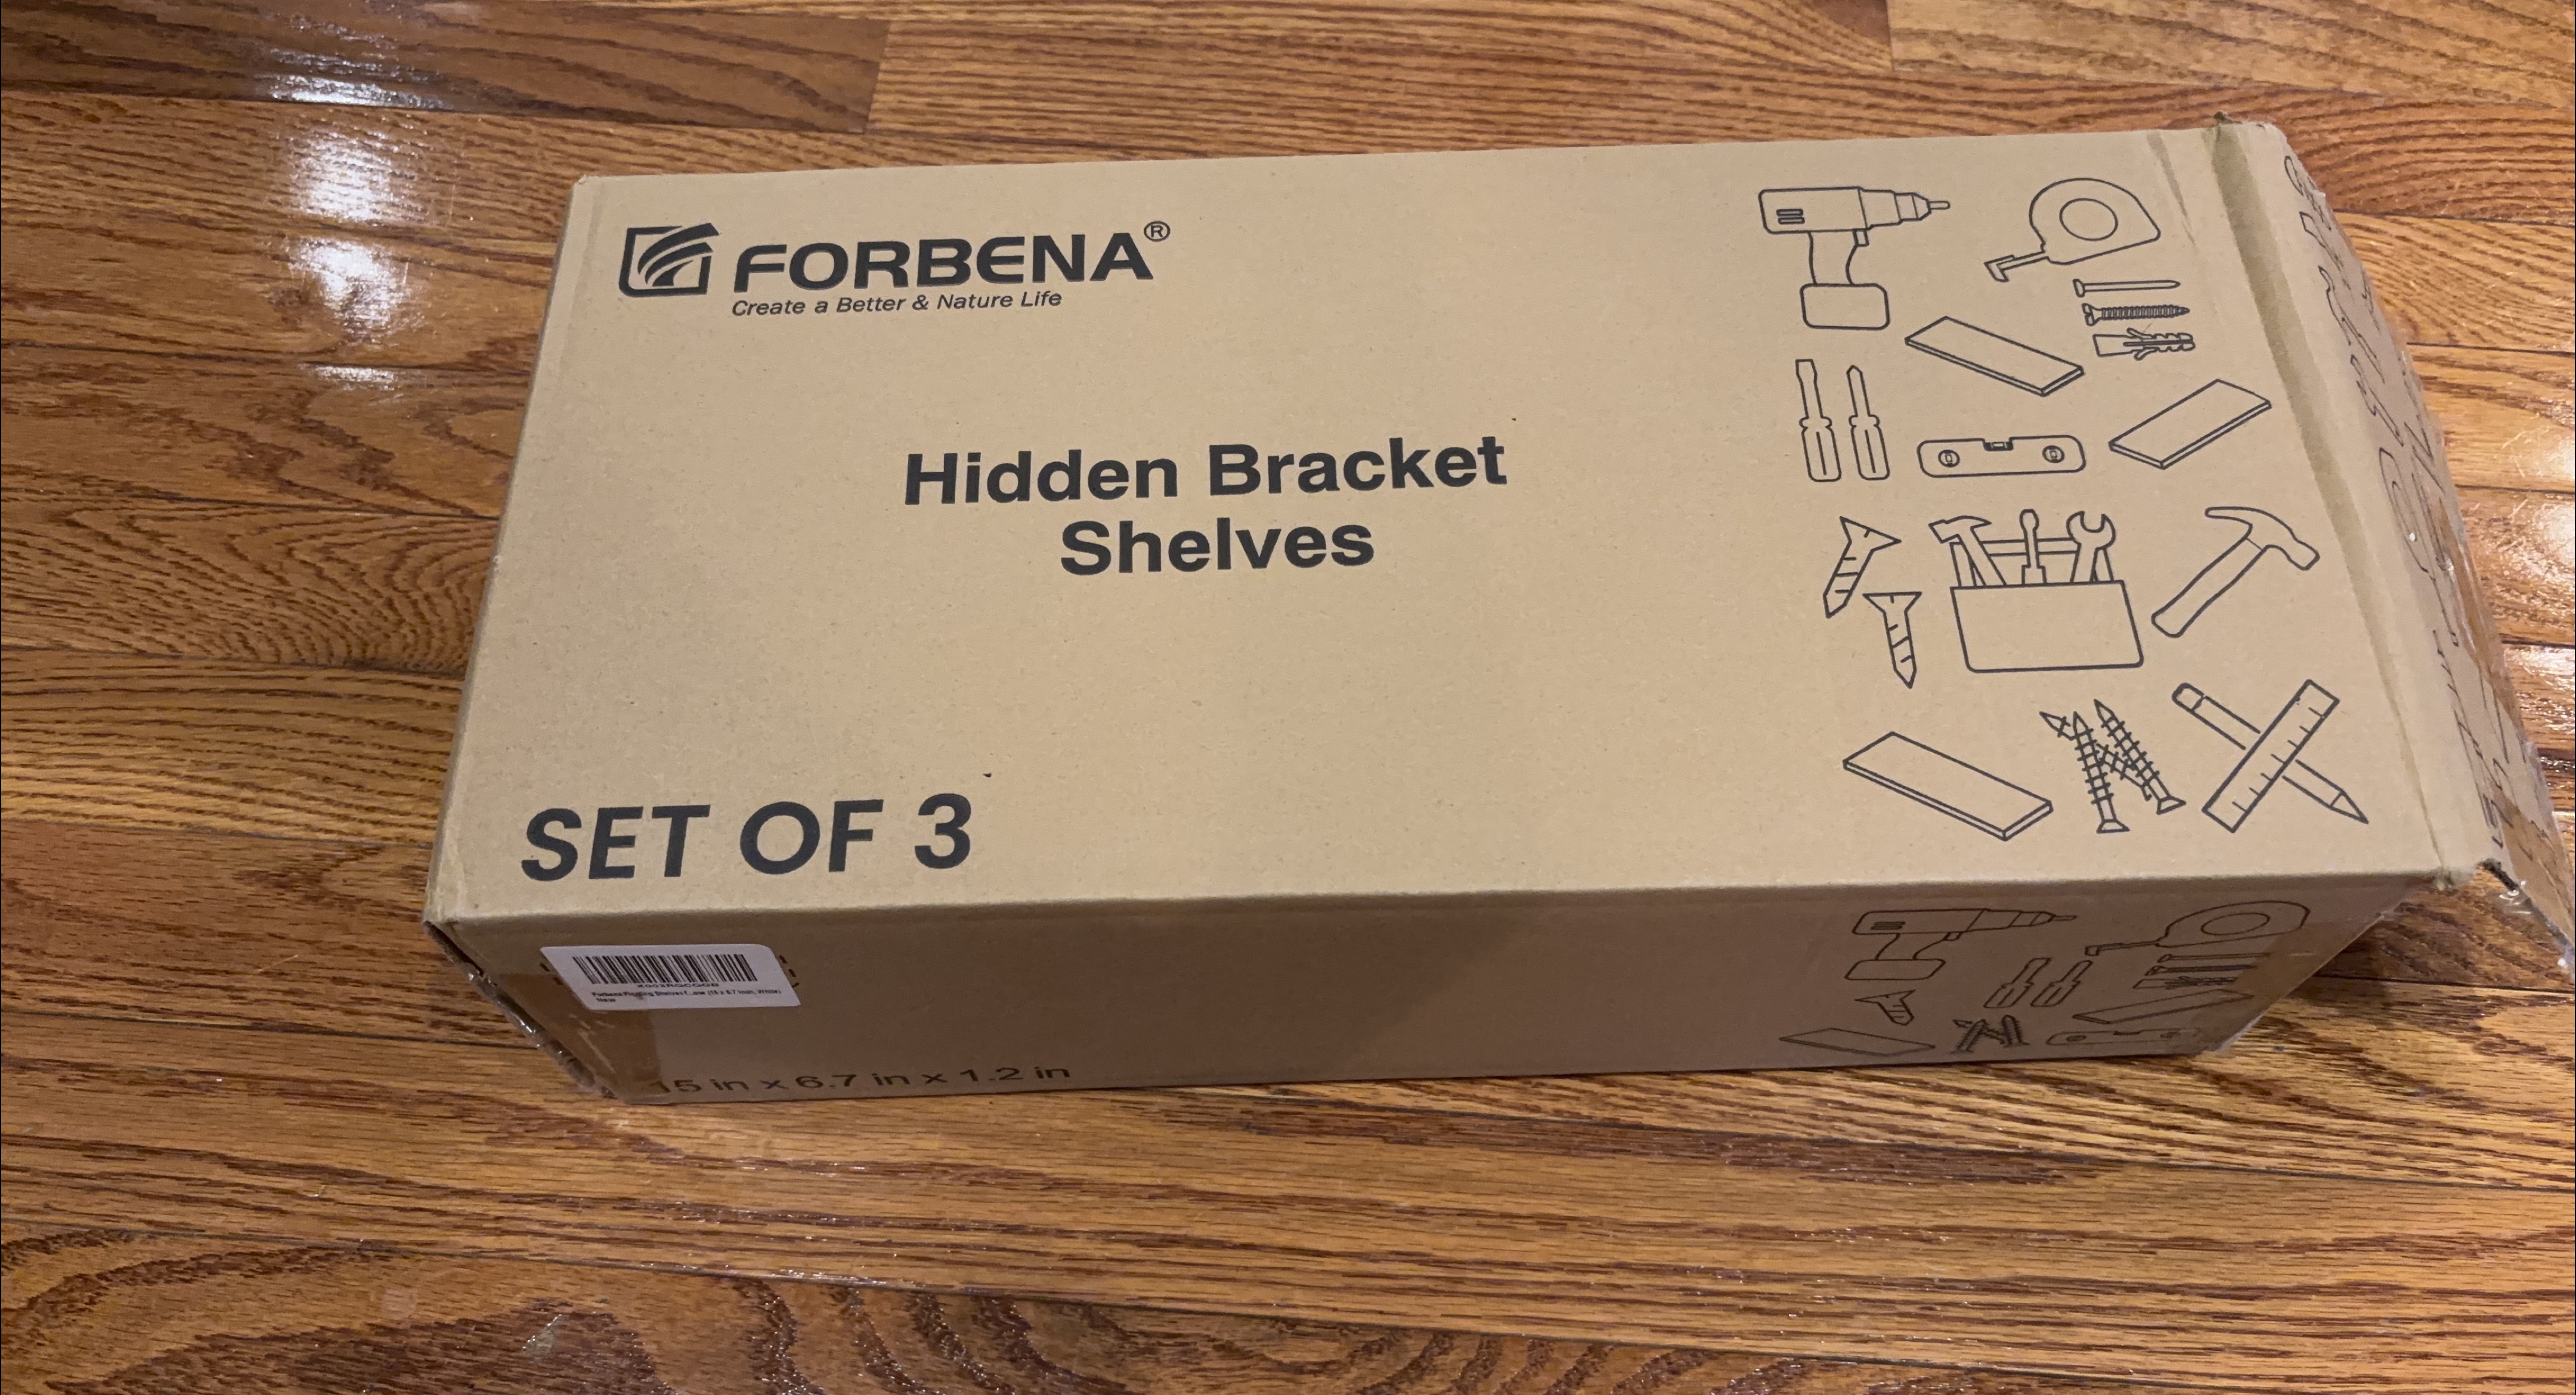 FORBENA®
Create a Better & Nature Life
Hidden Bracket
Shelves
SET OF 3
New
15 in x 6.7 in x 1.2 in